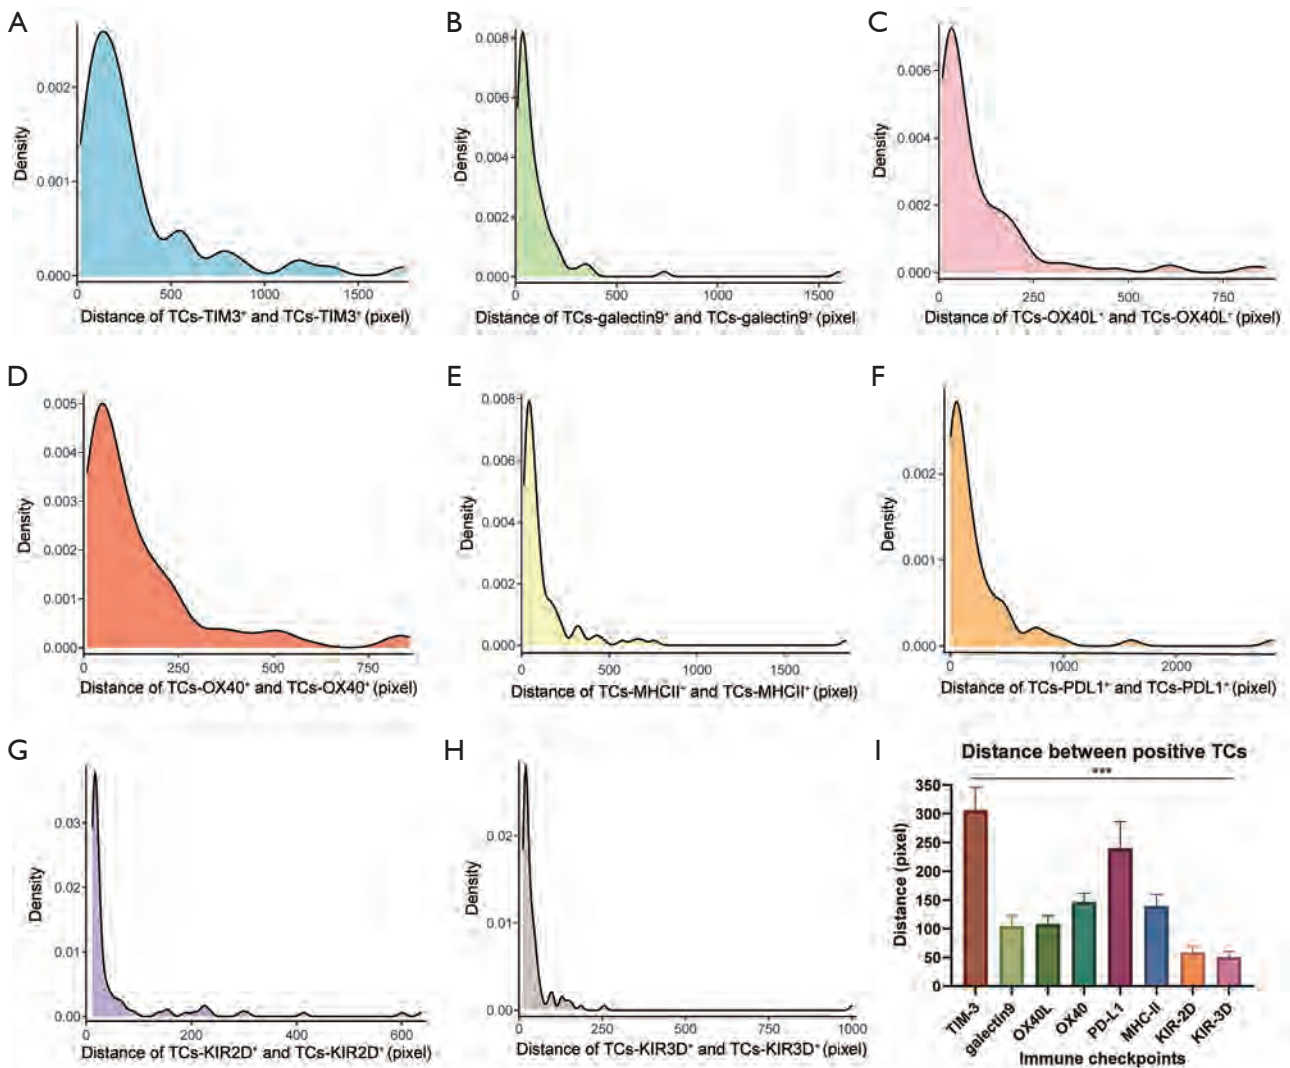 A
Density
0.002
0.001
0.000
0 500 1000 1500
Distance of TCs-TIM3⁺ and TCs-TIM3⁺ (pixel)
B
Density
0.008
0.006
0.004
0.002
0.000
0 500 1000 1500
Distance of TCs-galectin9⁺ and TCs-galectin9⁺ (pixel
C
Density
0.006
0.004
0.002
0.000
0 250 500 750
Distance of TCs-OX40L⁺ and TCs-OX40L⁺ (pixel)
D
Density
0.005
0.004
0.003
0.002
0.001
0.000
0 250 500 750
Distance of TCs-OX40⁺ and TCs-OX40⁺ (pixel)
E
Density
0.008
0.006
0.004
0.002
0.000
0 500 1000 1500
Distance of TCs-MHCII⁺ and TCs-MHCII⁺ (pixel)
F
Density
0.002
0.001
0.000
0 1000 2000
Distance of TCs-PDL1⁺ and TCs-PDL1⁺ (pixel)
G
Density
0.03
0.02
0.01
0.00
0 200 400 600
Distance of TCs-KIR2D⁺ and TCs-KIR2D⁺ (pixel)
H
Density
0.02
0.01
0.00
0 250 500 750 1000
Distance of TCs-KIR3D⁺ and TCs-KIR3D⁺ (pixel)
I
Distance between positive TCs
***
Distance (pixel)
350
300
250
200
150
100
50
0
TIM-3 galectin9 OX40L OX40 PD-L1 MHC-II KIR-2D KIR-3D
Immune checkpoints